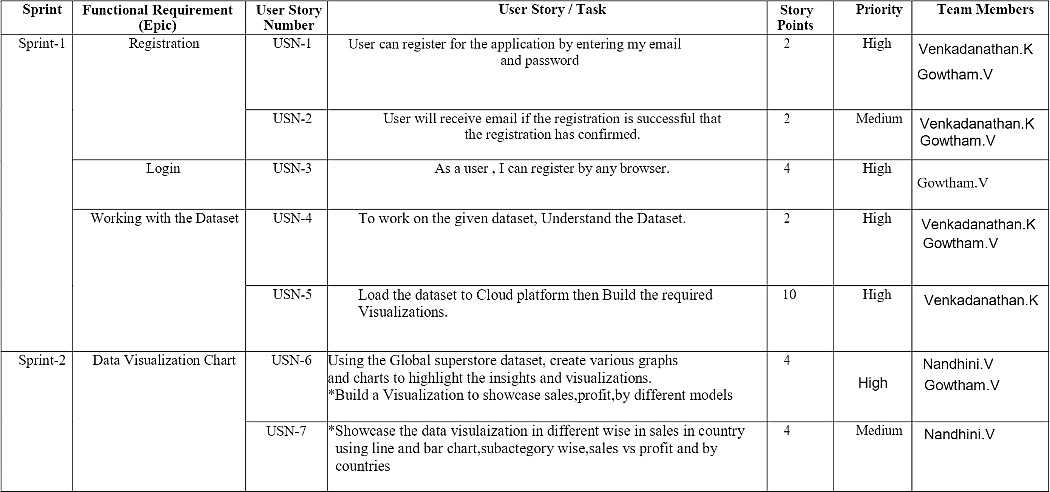 Sprint Functional Requirement (Epic) User Story Number User Story / Task Story Points Priority Team Members
Sprint-1 Registration USN-1 User can register for the application by entering my email 2 High Venkadanathan.K
and password
Gowtham.V
USN-2 User will receive email if the registration is successful that 2 Medium Venkadanathan.K
the registration has confirmed. Gowtham.V
Login USN-3 As a user , I can register by any browser. 4 High
Gowtham.V
Working with the Dataset USN-4 To work on the given dataset, Understand the Dataset. 2 High Venkadanathan.K
Gowtham.V
USN-5 Load the dataset to Cloud platform then Build the required 10 High Venkadanathan.K
Visualizations.
Sprint-2 Data Visualization Chart USN-6 Using the Global superstore dataset, create various graphs 4 Nandhini.V
and charts to highlight the insights and visualizations. High Gowtham.V
*Build a Visualization to showcase sales,profit,by different models
USN-7 *Showcase the data visulaization in different wise in sales in country 4 Medium Nandhini.V
using line and bar chart,subactegory wise,sales vs profit and by
countries